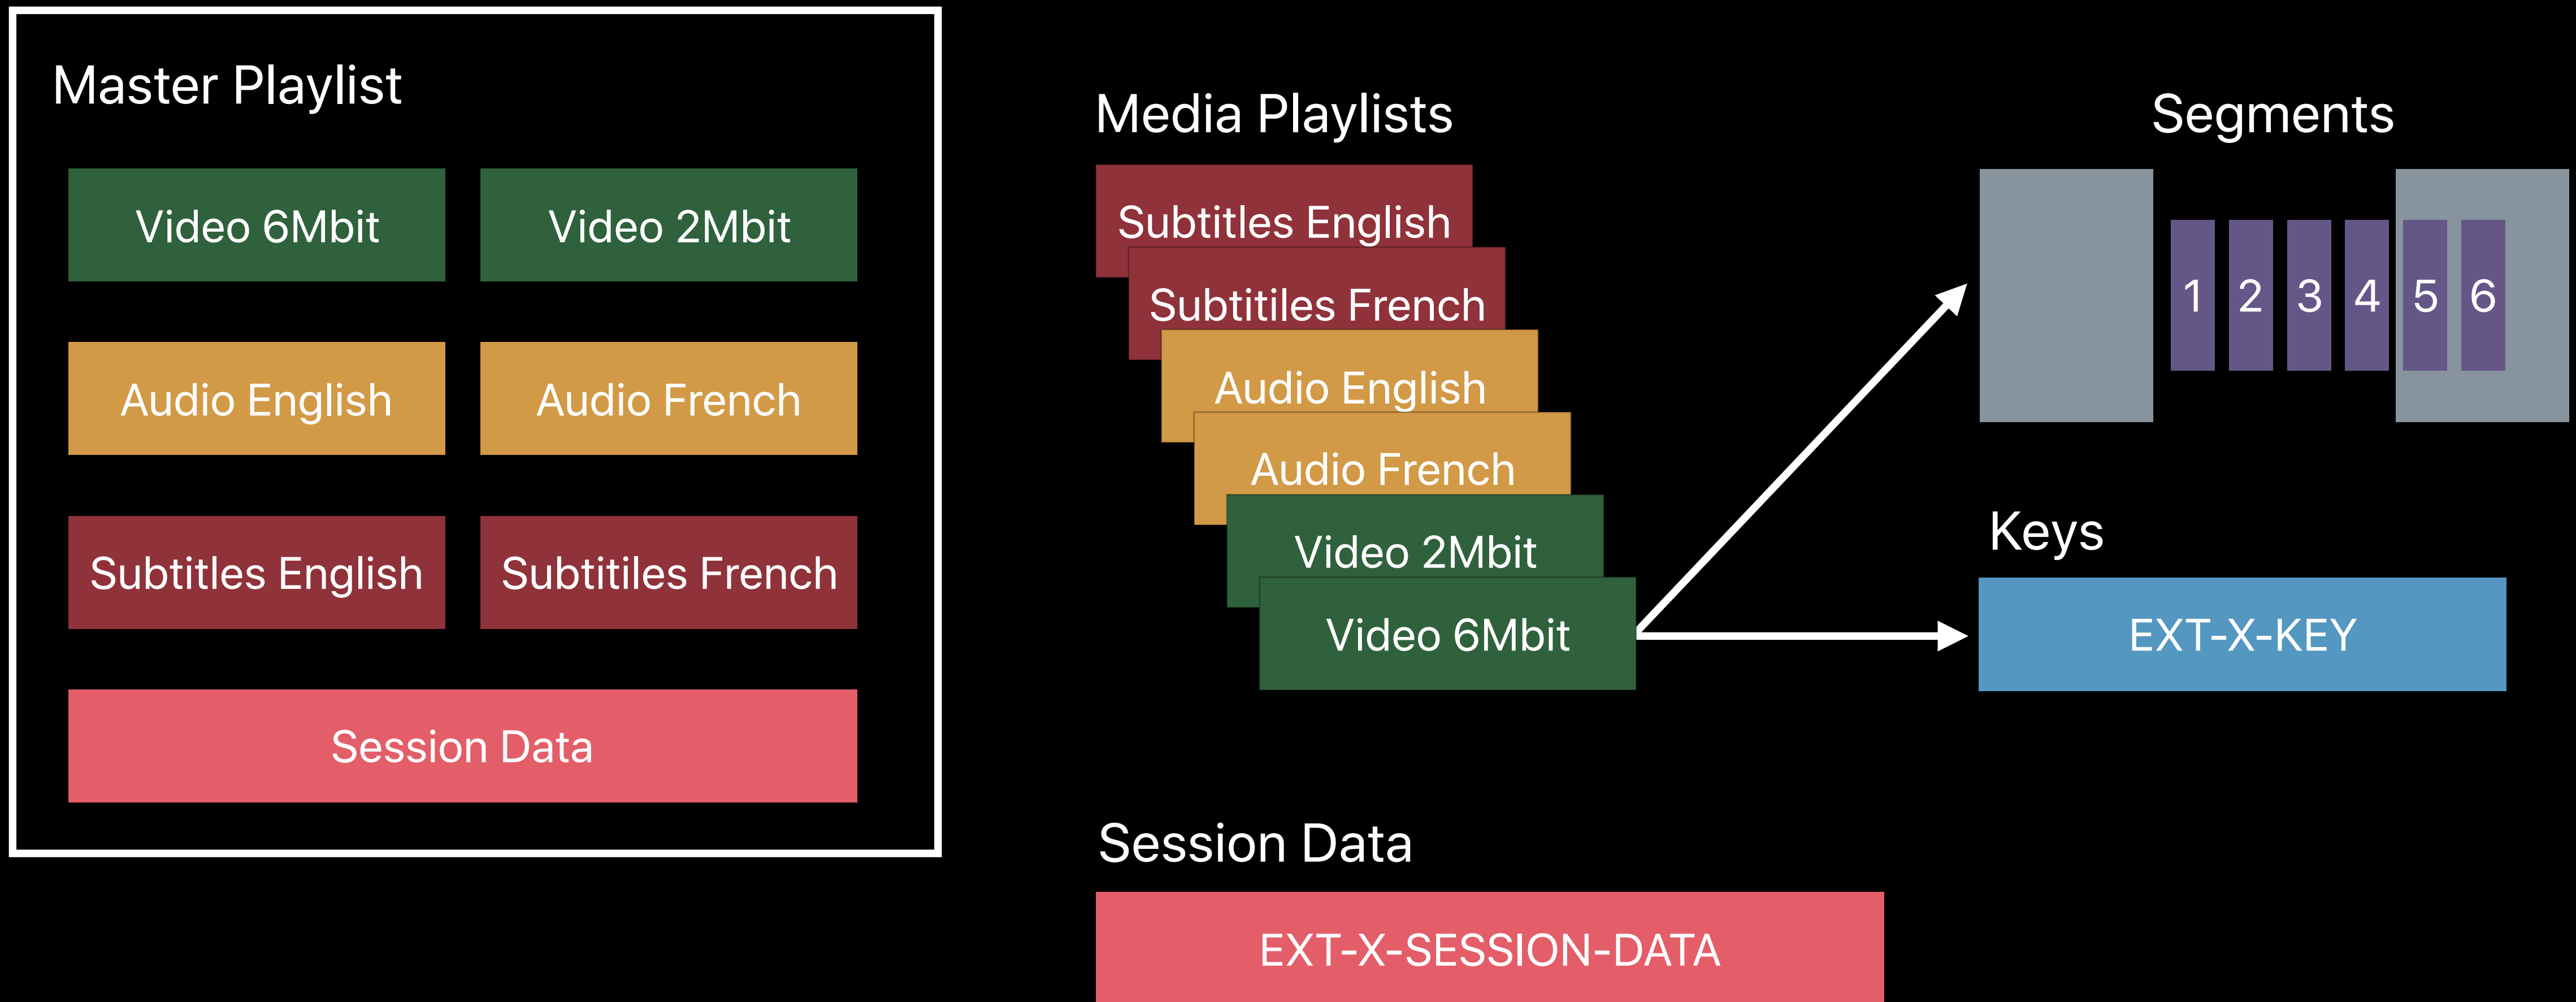 Master Playlist
Video 6Mbit
Video 2Mbit
Audio English
Audio French
Subtitles English
Subtitiles French
Session Data
Media Playlists
Subtitles English
Subtitiles French
Audio English
Audio French
Video 2Mbit
Video 6Mbit
Segments
1 2 3 4 5 6
Keys
EXT-X-KEY
Session Data
EXT-X-SESSION-DATA